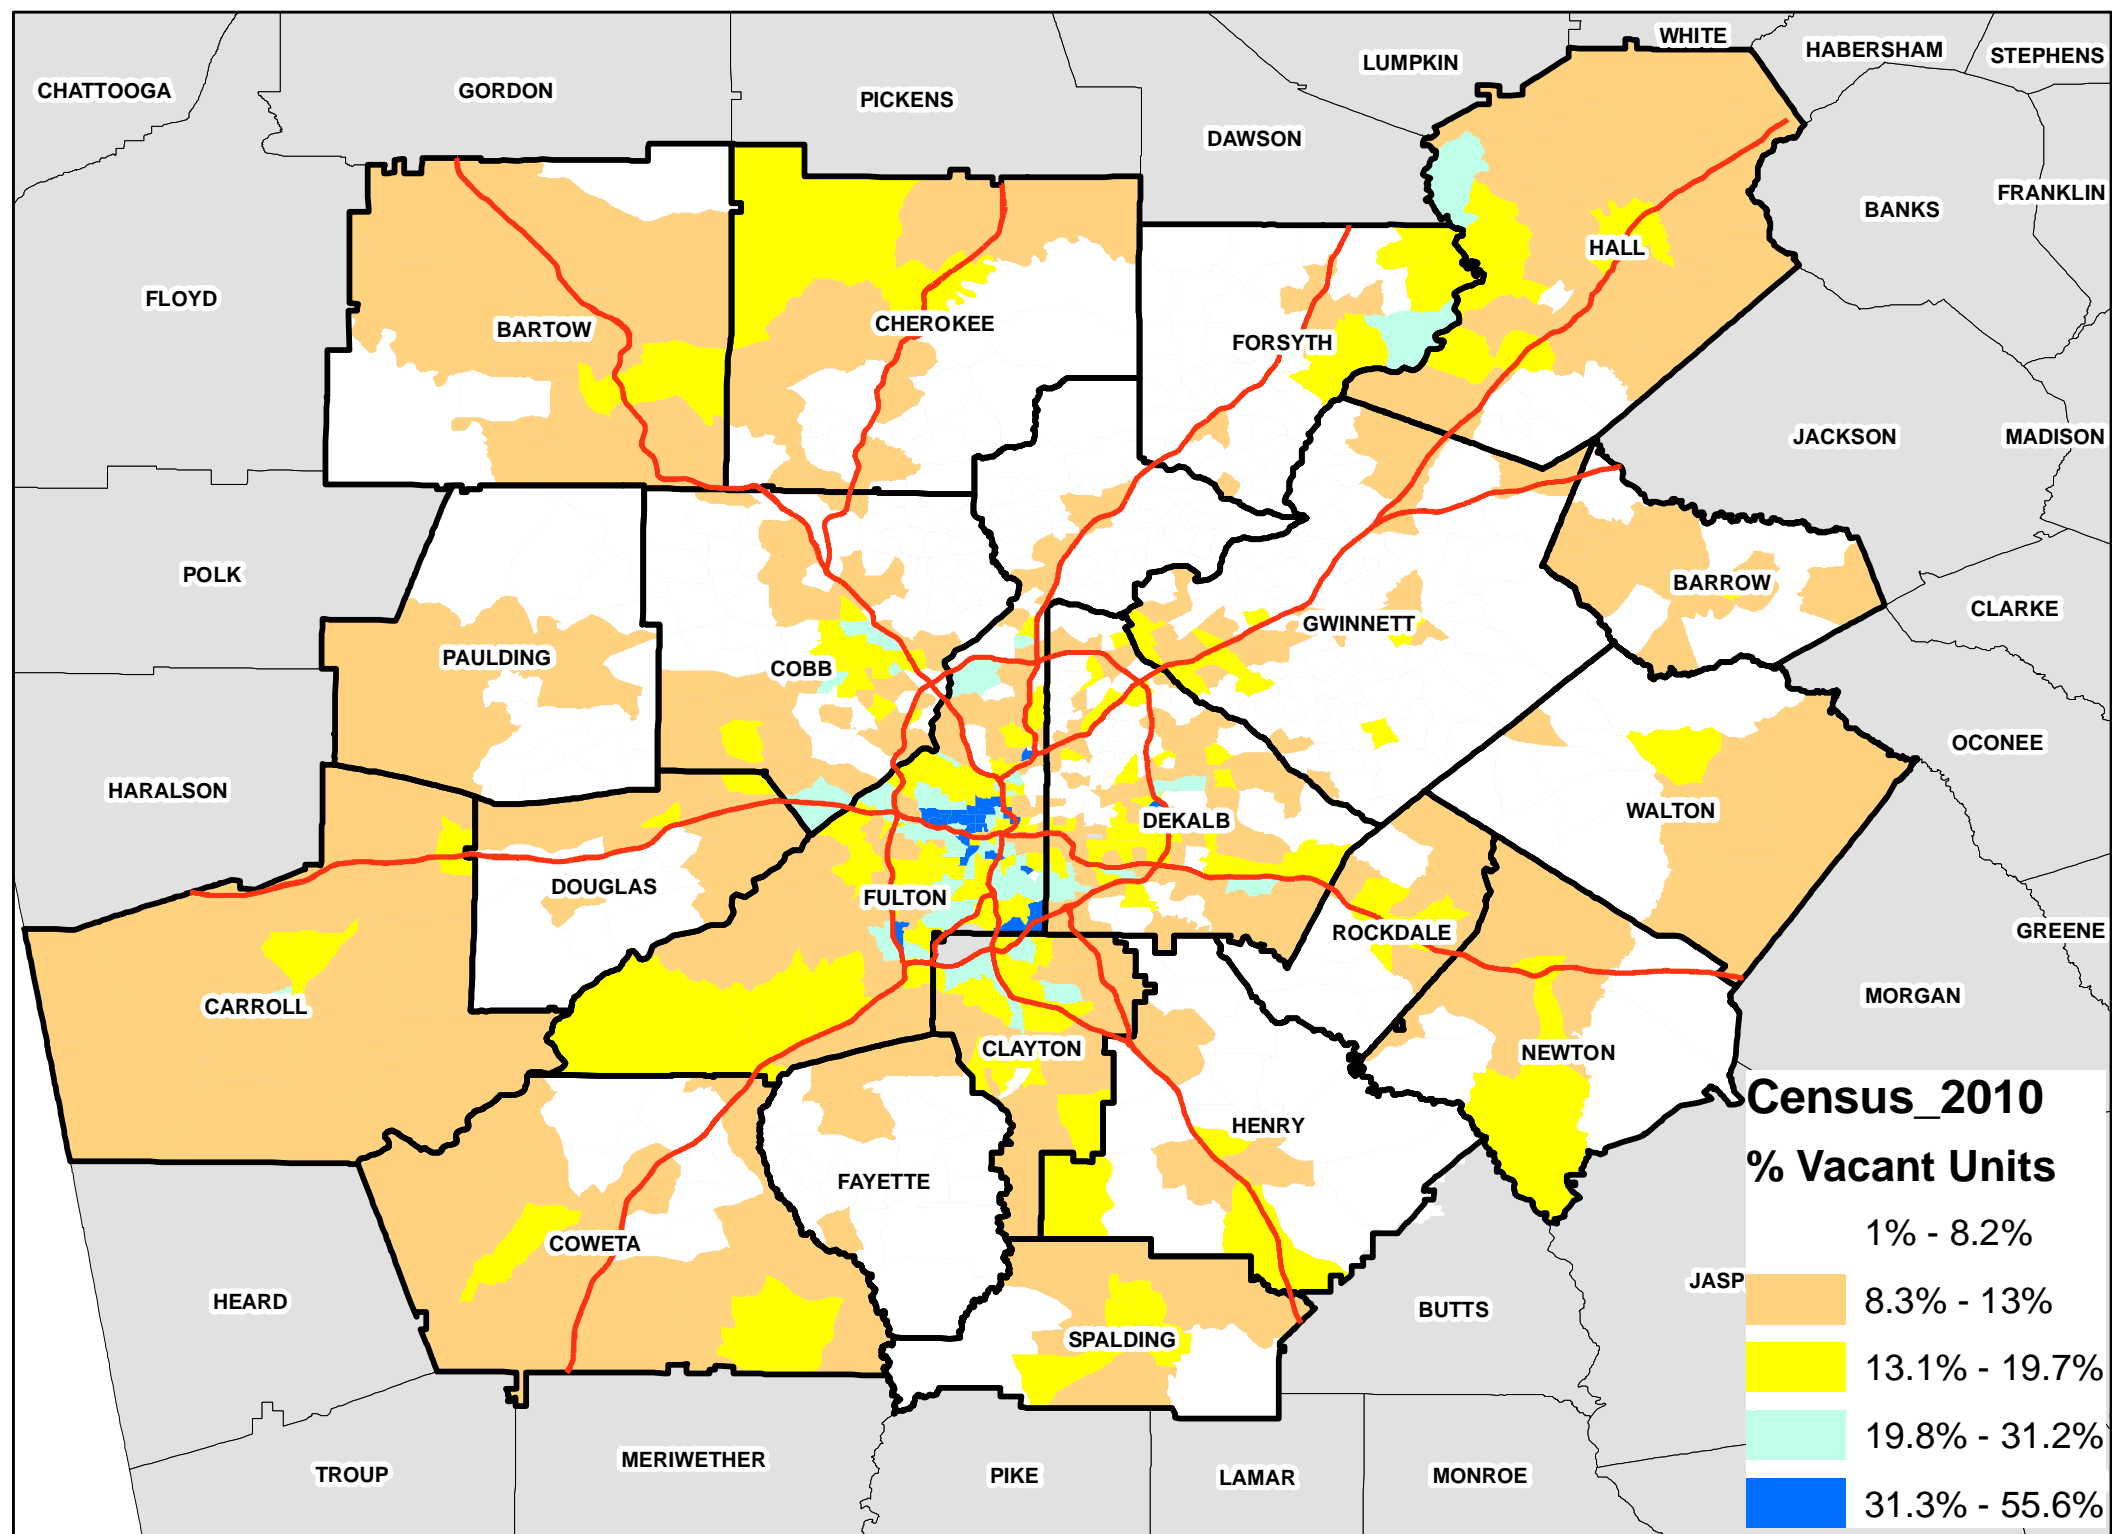 WHITE
HABERSHAM
STEPHENS
LUMPKIN
CHATTOOGA
GORDON
PICKENS
DAWSON
FRANKLIN
BANKS
HALL
FLOYD
CHEROKEE
BARTOW
FORSYTH
JACKSON
MADISON
POLK
BARROW
CLARKE
GWINNETT
PAULDING
COBB
OCONEE
HARALSON
WALTON
DEKALB
DOUGLAS
FULTON
ROCKDALE
GREENE
CARROLL
MORGAN
CLAYTON
NEWTON
HENRY
FAYETTE
COWETA
HEARD
BUTTS
JASP
SPALDING
MERIWETHER
TROUP
PIKE
LAMAR
MONROE
Census_2010
% Vacant Units
1% - 8.2%
8.3% - 13%
13.1% - 19.7%
19.8% - 31.2%
31.3% - 55.6%